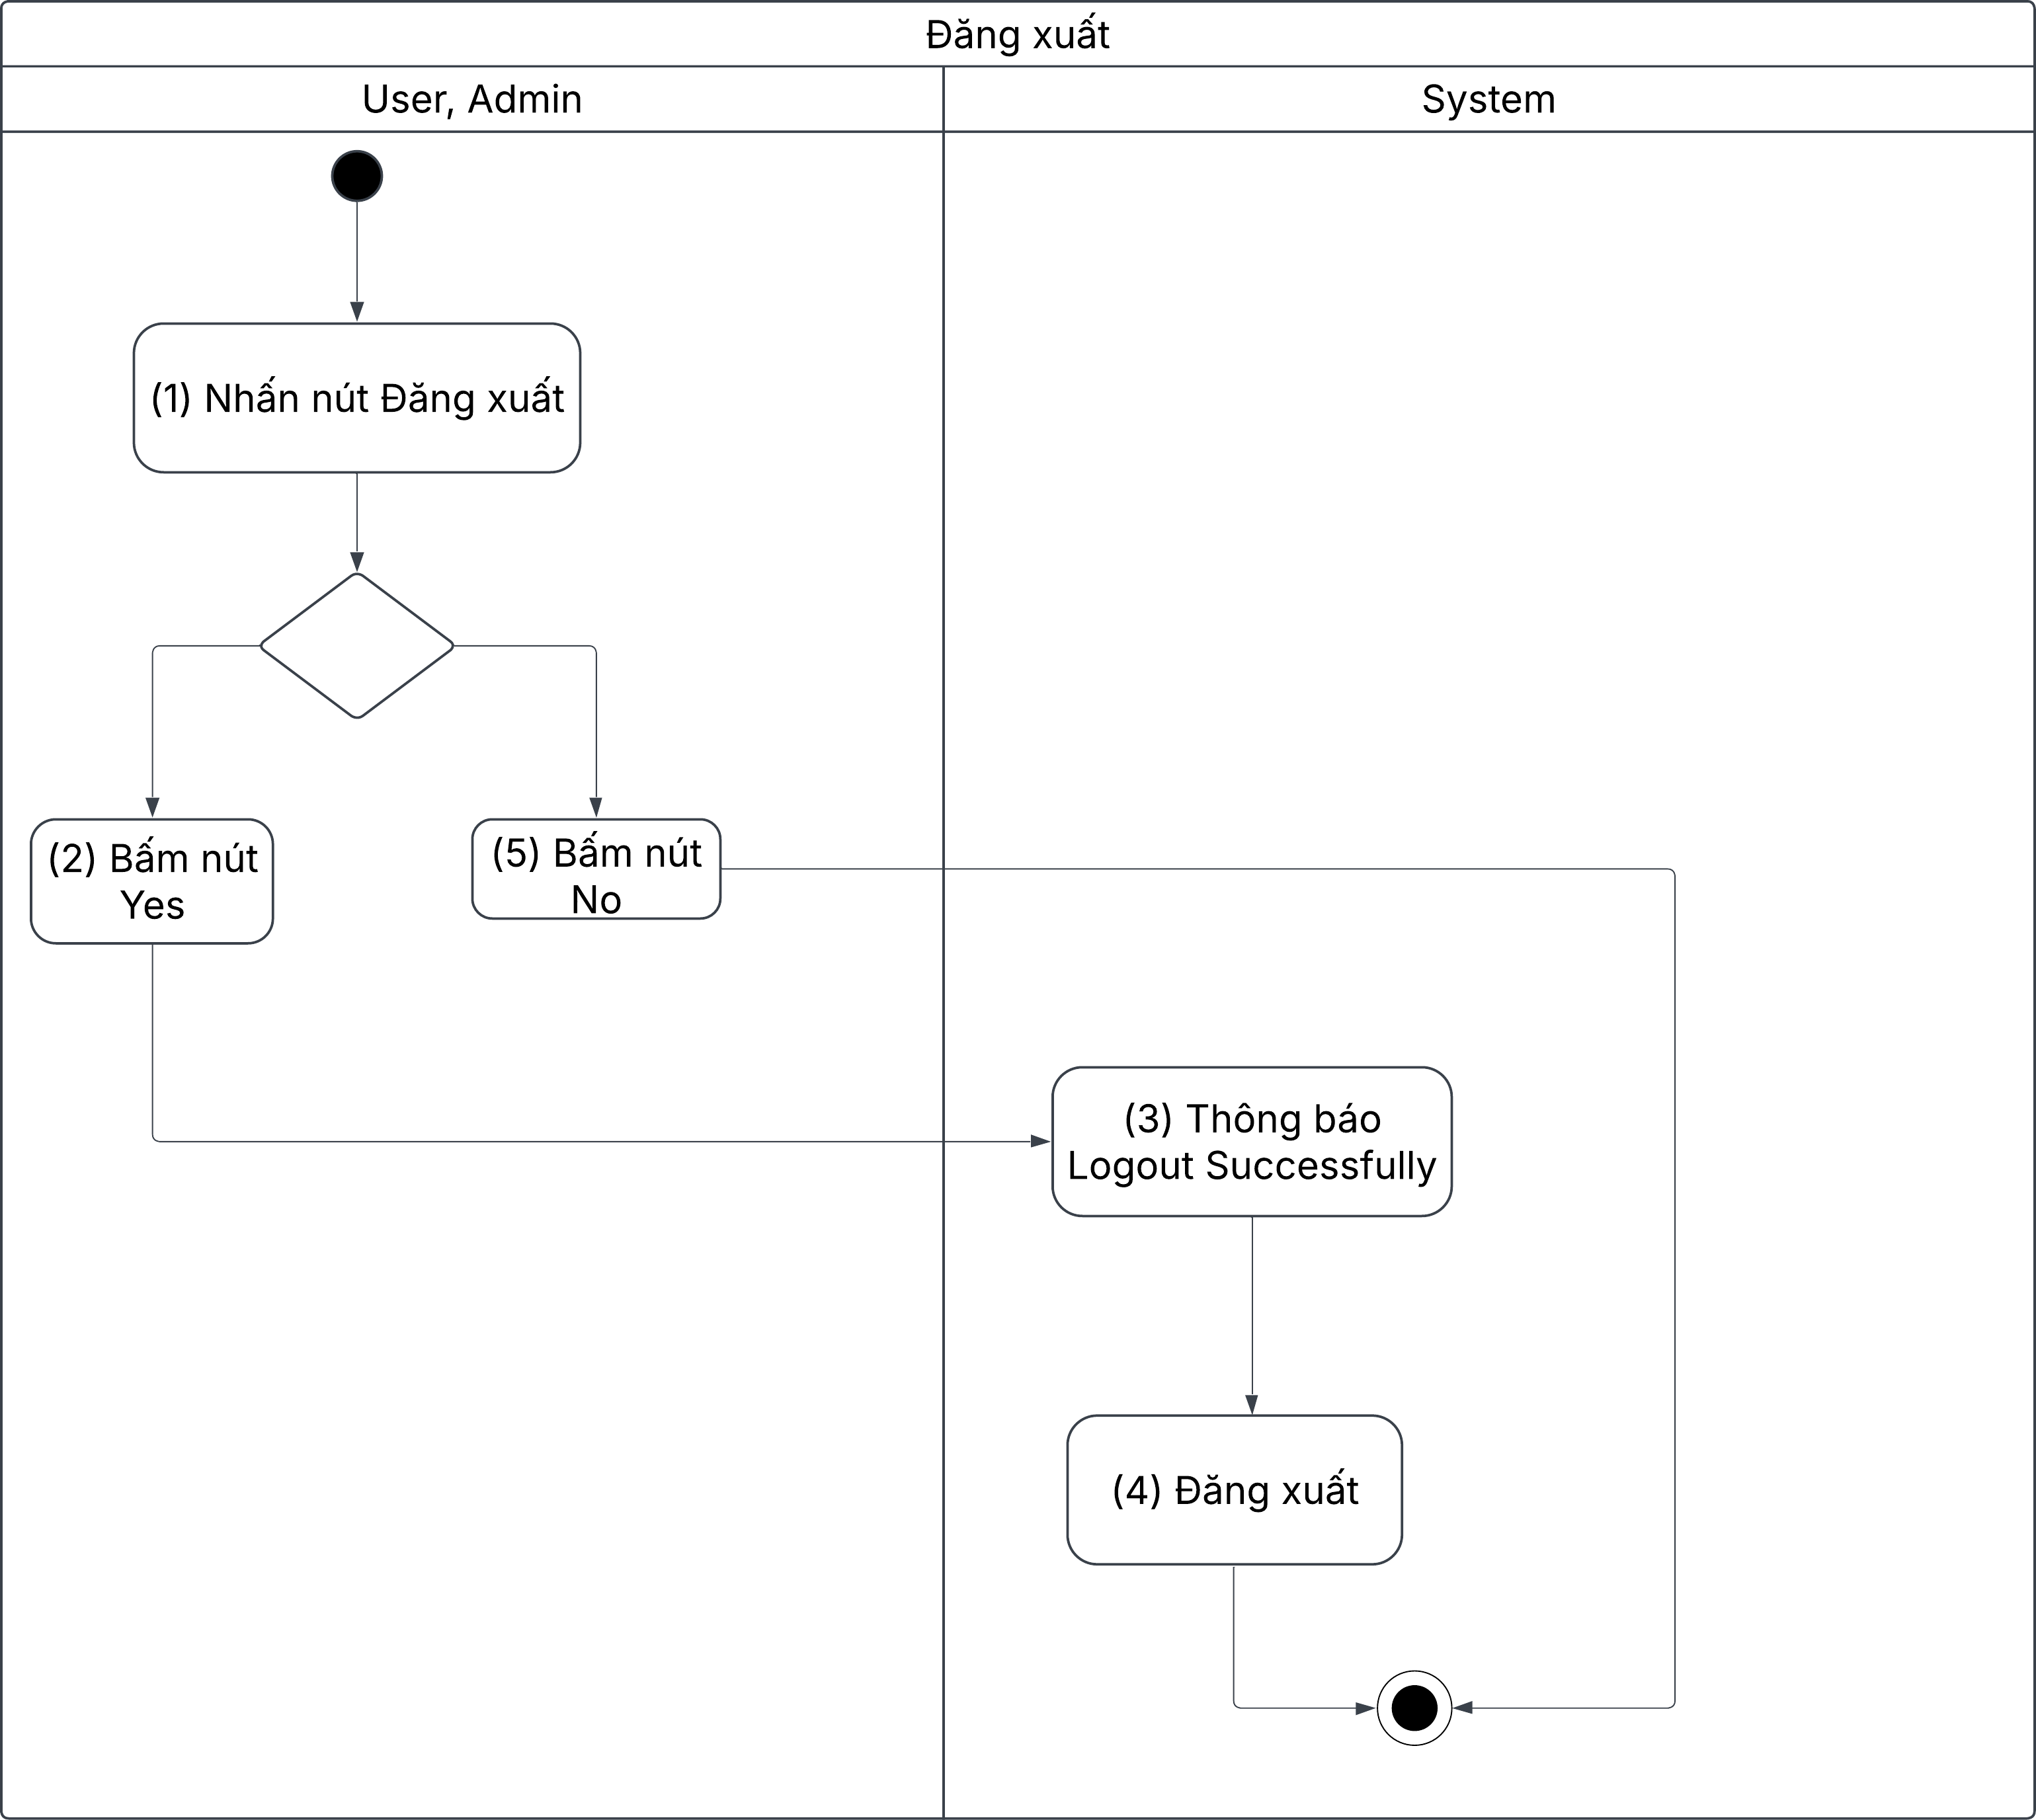 Đăng xuất
User, Admin
System
(1) Nhấn nút Đăng xuất
(2) Bấm nút
Yes
(5) Bấm nút
No
(3) Thông báo
Logout Successfully
(4) Đăng xuất